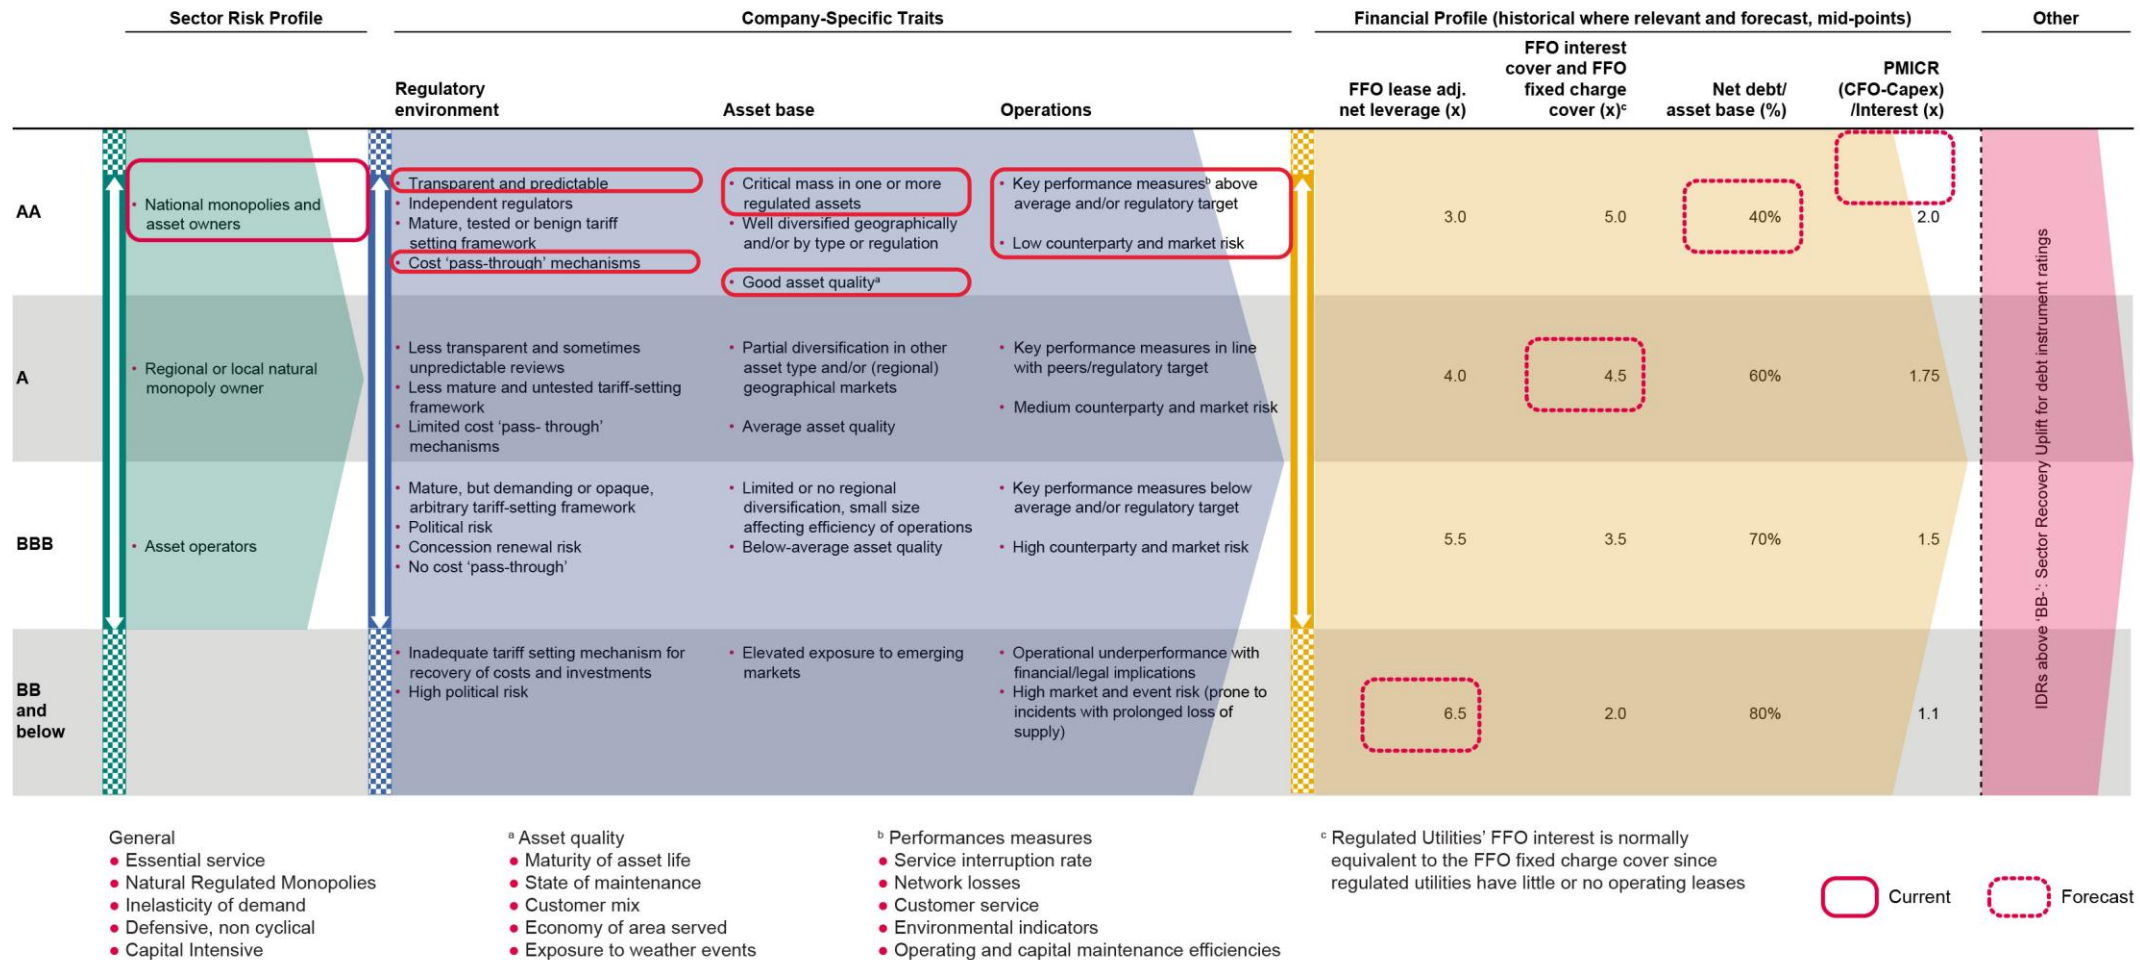 Sector Risk Profile
Company-Specific Traits
Financial Profile (historical where relevant and forecast, mid-points)
Other
Regulatory
environment
Asset base
Operations
FFO lease adj.
net leverage (x)
FFO interest
cover and FFO
fixed charge
cover (x)c
Net debt/
asset base (%)
PMICR
(CFO-Capex)
/Interest (x)
AA
• National monopolies and
asset owners
• Transparent and predictable
• Independent regulators
• Mature, tested or benign tariff
setting framework
• Cost ‘pass-through’ mechanisms
• Critical mass in one or more
regulated assets
• Well diversified geographically
and/or by type or regulation
• Good asset qualitya
• Key performance measuresb above
average and/or regulatory target
• Low counterparty and market risk
3.0
5.0
40%
2.0
A
• Regional or local natural
monopoly owner
• Less transparent and sometimes
unpredictable reviews
• Less mature and untested tariff-setting
framework
• Limited cost ‘pass- through’
mechanisms
• Partial diversification in other
asset type and/or (regional)
geographical markets
• Average asset quality
• Key performance measures in line
with peers/regulatory target
• Medium counterparty and market risk
4.0
4.5
60%
1.75
BBB
• Asset operators
• Mature, but demanding or opaque,
arbitrary tariff-setting framework
• Political risk
• Concession renewal risk
• No cost ‘pass-through’
• Limited or no regional
diversification, small size
affecting efficiency of operations
• Below-average asset quality
• Key performance measures below
average and/or regulatory target
• High counterparty and market risk
5.5
3.5
70%
1.5
BB
and
below
• Inadequate tariff setting mechanism for
recovery of costs and investments
• High political risk
• Elevated exposure to emerging
markets
• Operational underperformance with
financial/legal implications
• High market and event risk (prone to
incidents with prolonged loss of
supply)
6.5
2.0
80%
1.1
IDRs above ‘BB-’: Sector Recovery Uplift for debt instrument ratings
General
• Essential service
• Natural Regulated Monopolies
• Inelasticity of demand
• Defensive, non cyclical
• Capital Intensive
a Asset quality
• Maturity of asset life
• State of maintenance
• Customer mix
• Economy of area served
• Exposure to weather events
b Performances measures
• Service interruption rate
• Network losses
• Customer service
• Environmental indicators
• Operating and capital maintenance efficiencies
c Regulated Utilities’ FFO interest is normally
equivalent to the FFO fixed charge cover since
regulated utilities have little or no operating leases
Current
Forecast